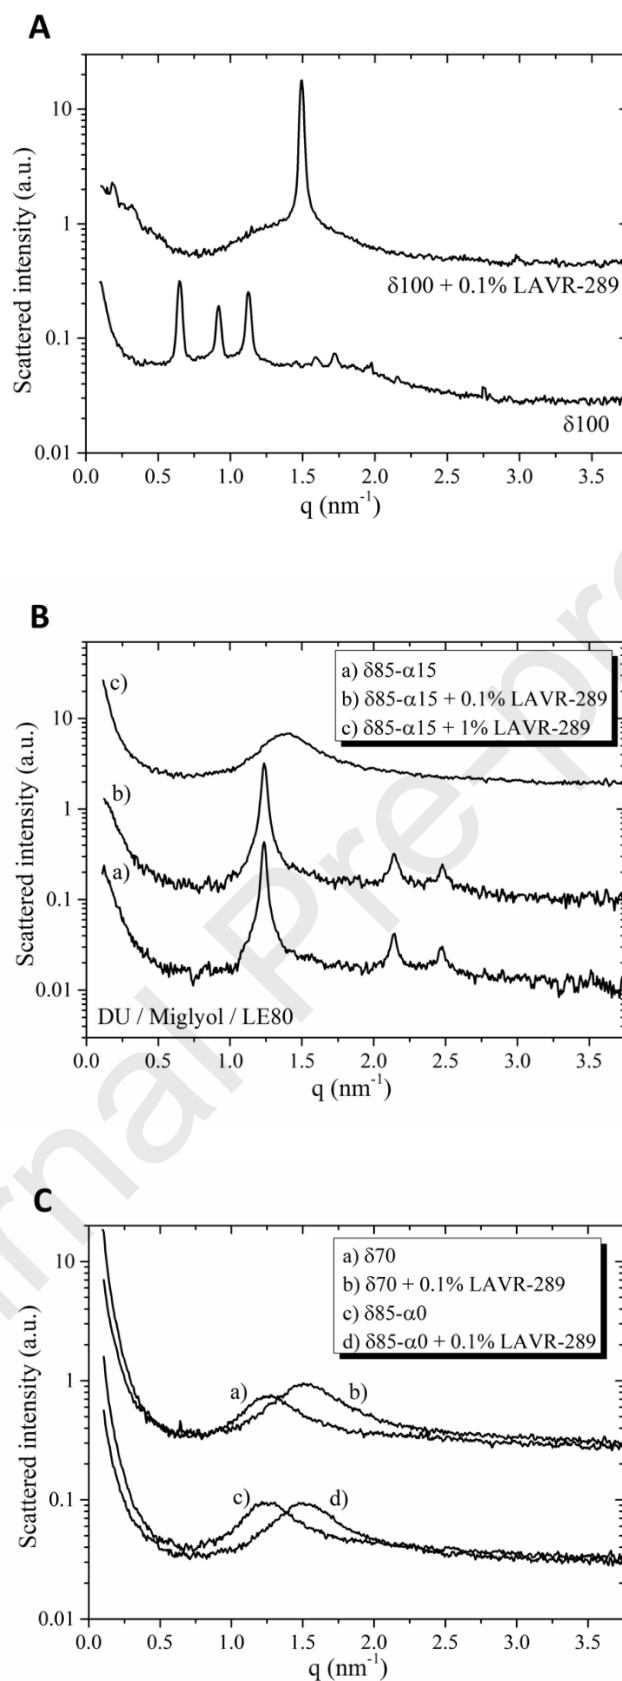 A
Scattered intensity (a.u.)
10
1
0.1
0.01
δ100 + 0.1% LAVR-289
δ100
0.0 0.5 1.0 1.5 2.0 2.5 3.0 3.5
q (nm-1)
B
Scattered intensity (a.u.)
10
1
0.1
0.01
a) δ85-α15
b) δ85-α15 + 0.1% LAVR-289
c) δ85-α15 + 1% LAVR-289
c)
b)
a)
DU / Miglyol / LE80
0.0 0.5 1.0 1.5 2.0 2.5 3.0 3.5
q (nm-1)
C
Scattered intensity (a.u.)
10
1
0.1
0.01
a) δ70
b) δ70 + 0.1% LAVR-289
c) δ85-α0
d) δ85-α0 + 0.1% LAVR-289
a) b)
c) d)
0.0 0.5 1.0 1.5 2.0 2.5 3.0 3.5
q (nm-1)
rnal Pre-pr